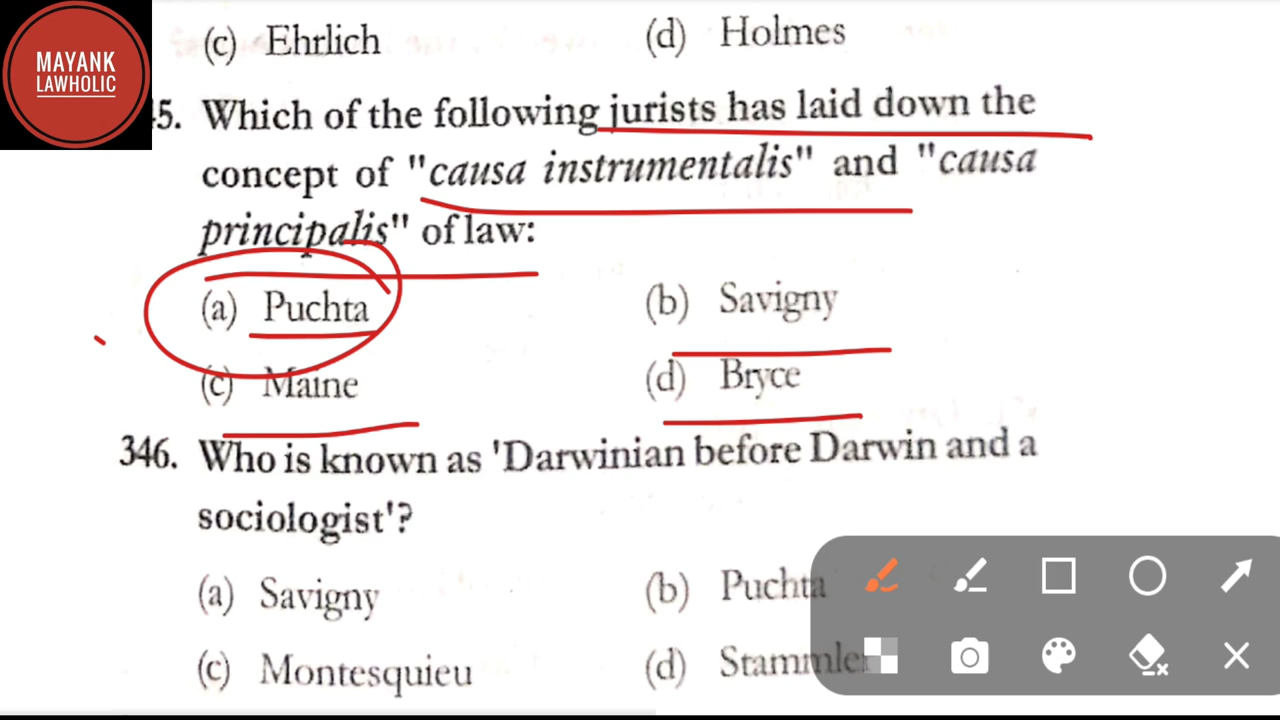 MAYANK
LAWHOLIC
(c) Ehrlich (d) Holmes
45. Which of the following jurists has laid down the
concept of "causa instrumentalis" and "causa
principalis" of law:
(a) Puchta (b) Savigny
(c) Maine (d) Bryce
346. Who is known as 'Darwinian before Darwin and a
sociologist'?
(a) Savigny (b) Puchta
(c) Montesquieu (d) Stammler